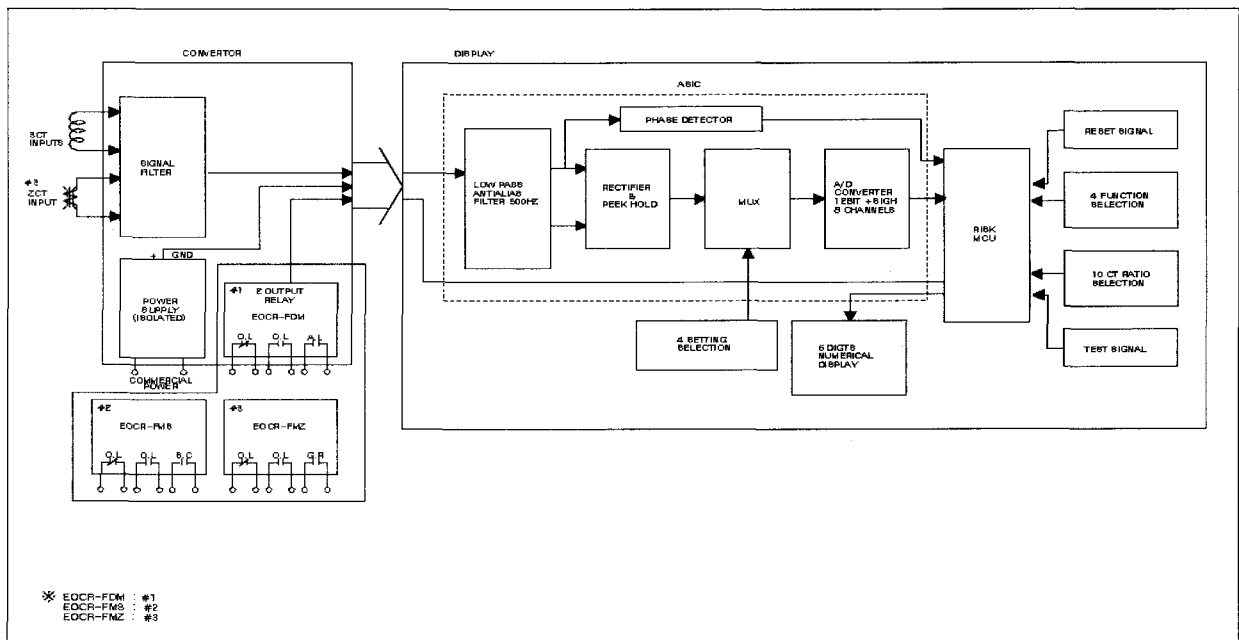 CONVERTOR
DISPLAY
ASIC
3CT
INPUTS
#3
ZCT
INPUT
SIGNAL
FILTER
LOW PASS
ANTIALIAS
FILTER 500HZ
PHASE DETECTOR
RECTIFIER
&
PEEK HOLD
MUX
A/D
CONVERTER
12BIT + SIGH
8 CHANNELS
RISK
MCU
RESET SIGNAL
4 FUNCTION
SELECTION
10 CT RATIO
SELECTION
TEST SIGNAL
+ GND
POWER
SUPPLY
(ISOLATED)
COMMERCIAL
POWER
#1 2 OUTPUT
RELAY
EOCR-FDM
O.L O.L A.L
4 SETTING
SELECTION
6 DIGTS
NUMERICAL
DISPLAY
#2
EOCR-FMS
O.L O.L S.C
#3
EOCR-FMZ
O.L O.L G.R
※ EOCR-FDM : #1
EOCR-FMS : #2
EOCR-FMZ : #3